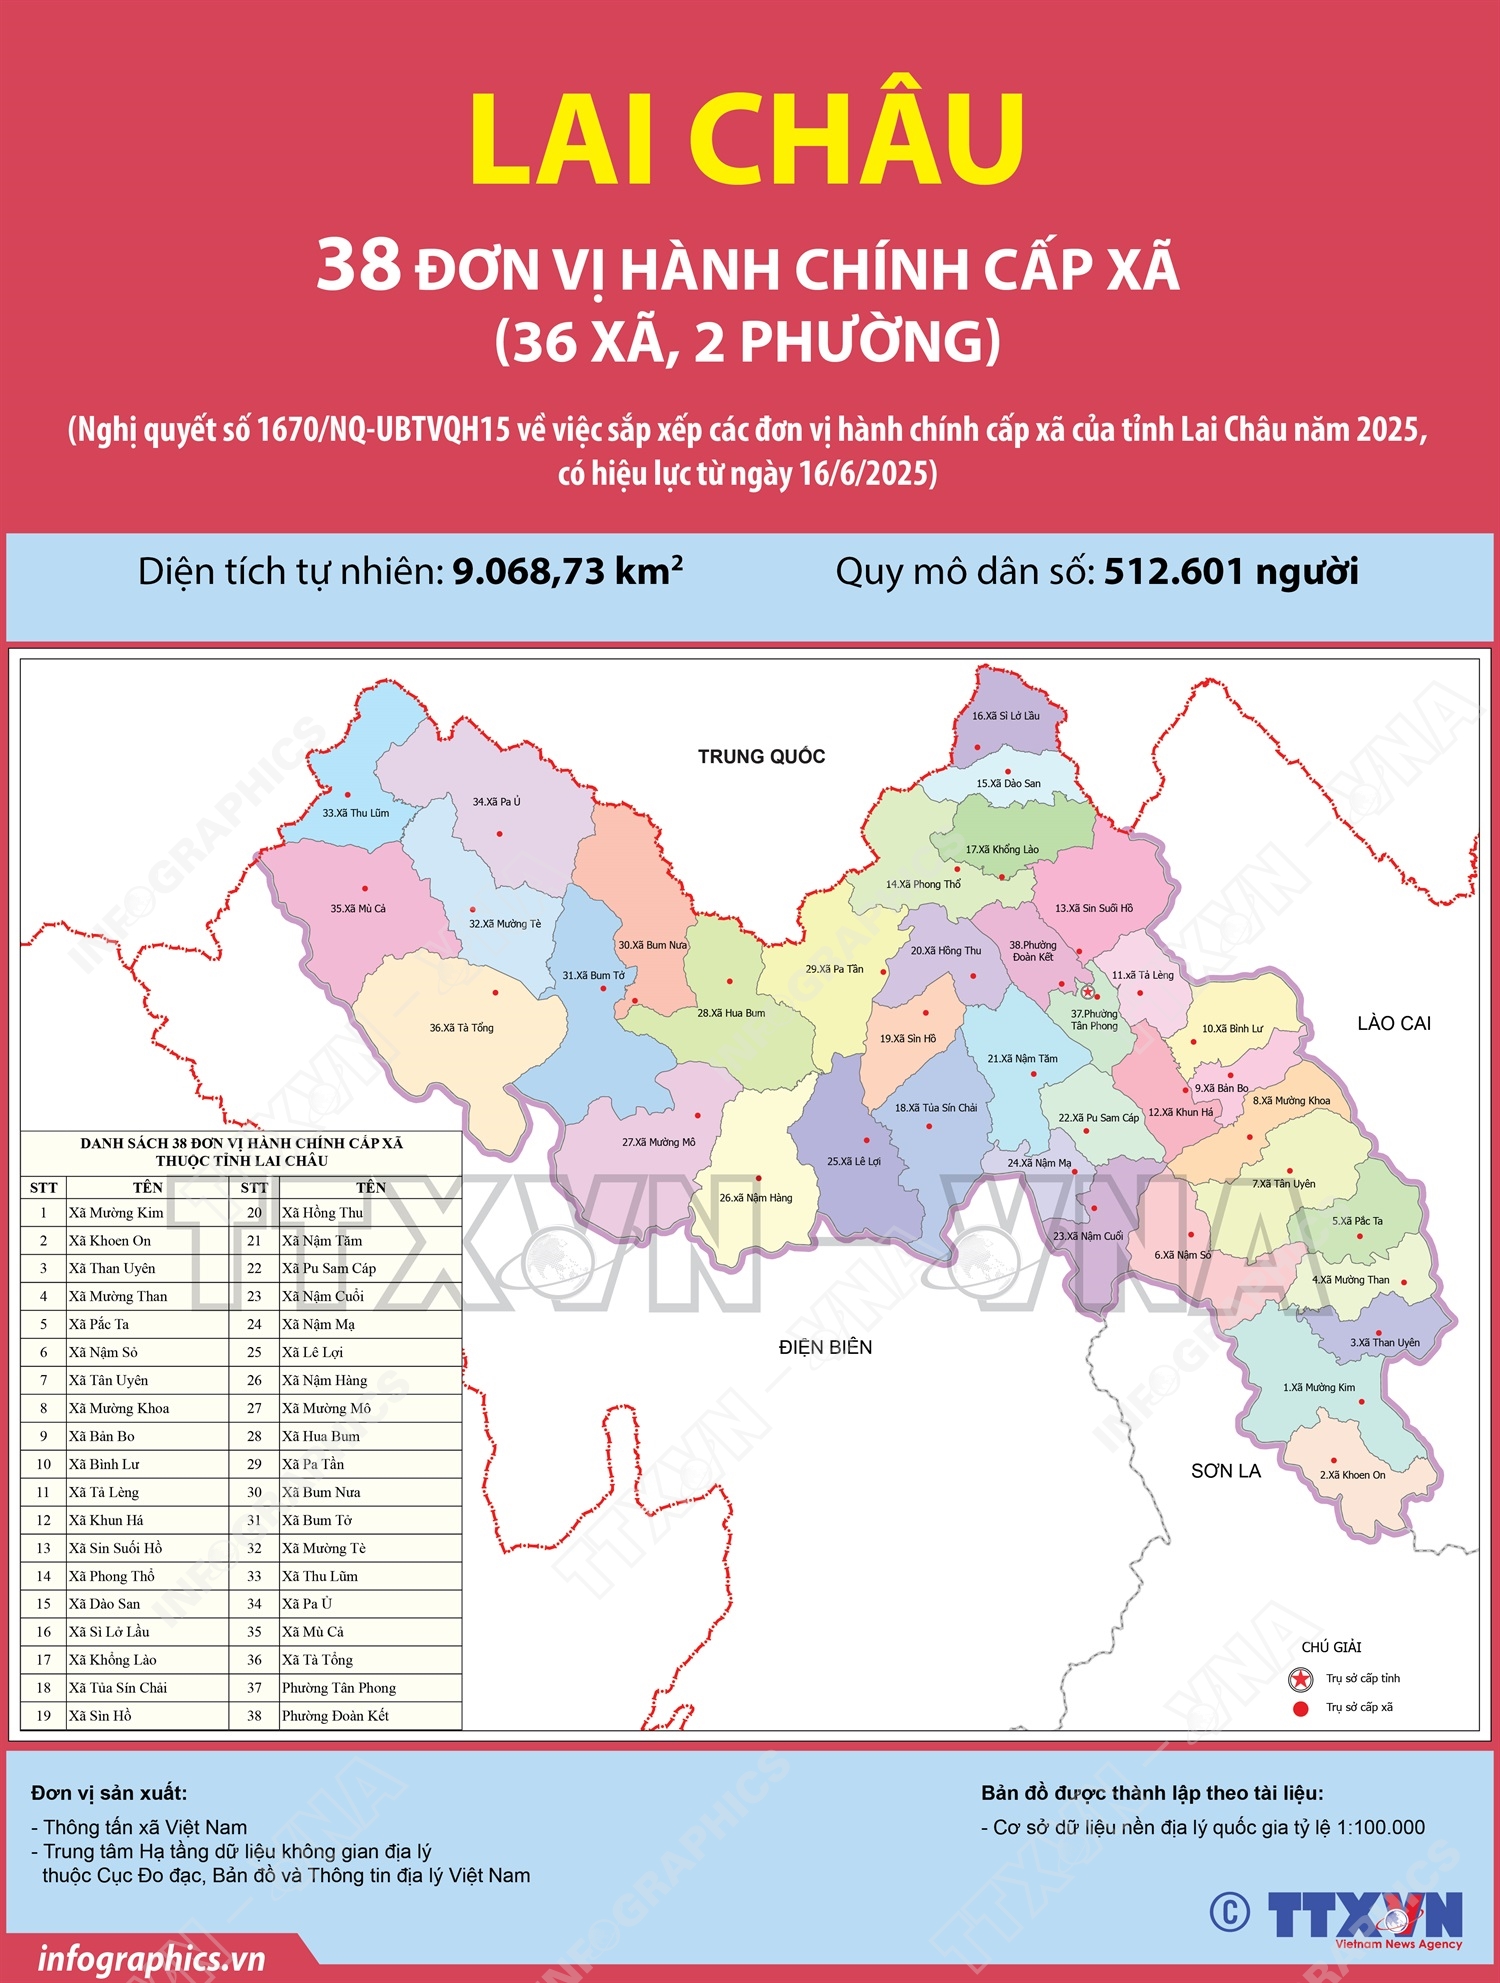 LAI CHÂU
38 ĐƠN VỊ HÀNH CHÍNH CẤP XÃ
(36 XÃ, 2 PHƯỜNG)
(Nghị quyết số 1670/NQ-UBTVQH15 về việc sắp xếp các đơn vị hành chính cấp xã của tỉnh Lai Châu năm 2025,
có hiệu lực từ ngày 16/6/2025)
Diện tích tự nhiên: 9.068,73 km²
Quy mô dân số: 512.601 người
TRUNG QUỐC
LÀO CAI
ĐIỆN BIÊN
SƠN LA
16.Xã Sì Lở Lầu
15.Xã Dào San
17.Xã Khổng Lào
14.Xã Phong Thổ
13.Xã Sin Suối Hồ
33.Xã Thu Lũm
34.Xã Pa Ủ
35.Xã Mù Cả
32.Xã Mường Tè
30.Xã Bum Nưa
31.Xã Bum Tở
36.Xã Tà Tổng
28.Xã Hua Bum
29.Xã Pa Tần
20.Xã Hồng Thu
38.Phường
Đoàn Kết
11.xã Tả Lèng
37.Phường
Tân Phong
10.Xã Bình Lư
19.Xã Sìn Hồ
21.Xã Nậm Tăm
9.Xã Bản Bo
8.Xã Mường Khoa
12.Xã Khun Há
18.Xã Tủa Sín Chải
22.Xã Pu Sam Cáp
27.Xã Mường Mô
25.Xã Lê Lợi
24.Xã Nậm Mạ
26.xã Nậm Hàng
7.Xã Tân Uyên
23.Xã Nậm Cuổi
6.Xã Nậm Sỏ
5.Xã Pắc Ta
4.Xã Mường Than
3.Xã Than Uyên
1.Xã Mường Kim
2.Xã Khoen On
DANH SÁCH 38 ĐƠN VỊ HÀNH CHÍNH CẤP XÃ
THUỘC TỈNH LAI CHÂU
STT TÊN STT TÊN
1 Xã Mường Kim 20 Xã Hồng Thu
2 Xã Khoen On 21 Xã Nậm Tăm
3 Xã Than Uyên 22 Xã Pu Sam Cáp
4 Xã Mường Than 23 Xã Nậm Cuổi
5 Xã Pắc Ta 24 Xã Nậm Mạ
6 Xã Nậm Sỏ 25 Xã Lê Lợi
7 Xã Tân Uyên 26 Xã Nậm Hàng
8 Xã Mường Khoa 27 Xã Mường Mô
9 Xã Bản Bo 28 Xã Hua Bum
10 Xã Bình Lư 29 Xã Pa Tần
11 Xã Tả Lèng 30 Xã Bum Nưa
12 Xã Khun Há 31 Xã Bum Tở
13 Xã Sin Suối Hồ 32 Xã Mường Tè
14 Xã Phong Thổ 33 Xã Thu Lũm
15 Xã Dào San 34 Xã Pa Ủ
16 Xã Sì Lở Lầu 35 Xã Mù Cả
17 Xã Khổng Lào 36 Xã Tà Tổng
18 Xã Tủa Sín Chải 37 Phường Tân Phong
19 Xã Sìn Hồ 38 Phường Đoàn Kết
TTXVN - VNA
CHÚ GIẢI
Trụ sở cấp tỉnh
Trụ sở cấp xã
Đơn vị sản xuất:
- Thông tấn xã Việt Nam
- Trung tâm Hạ tầng dữ liệu không gian địa lý
thuộc Cục Đo đạc, Bản đồ và Thông tin địa lý Việt Nam
Bản đồ được thành lập theo tài liệu:
- Cơ sở dữ liệu nền địa lý quốc gia tỷ lệ 1:100.000
© TTXVN
Vietnam News Agency
infographics.vn